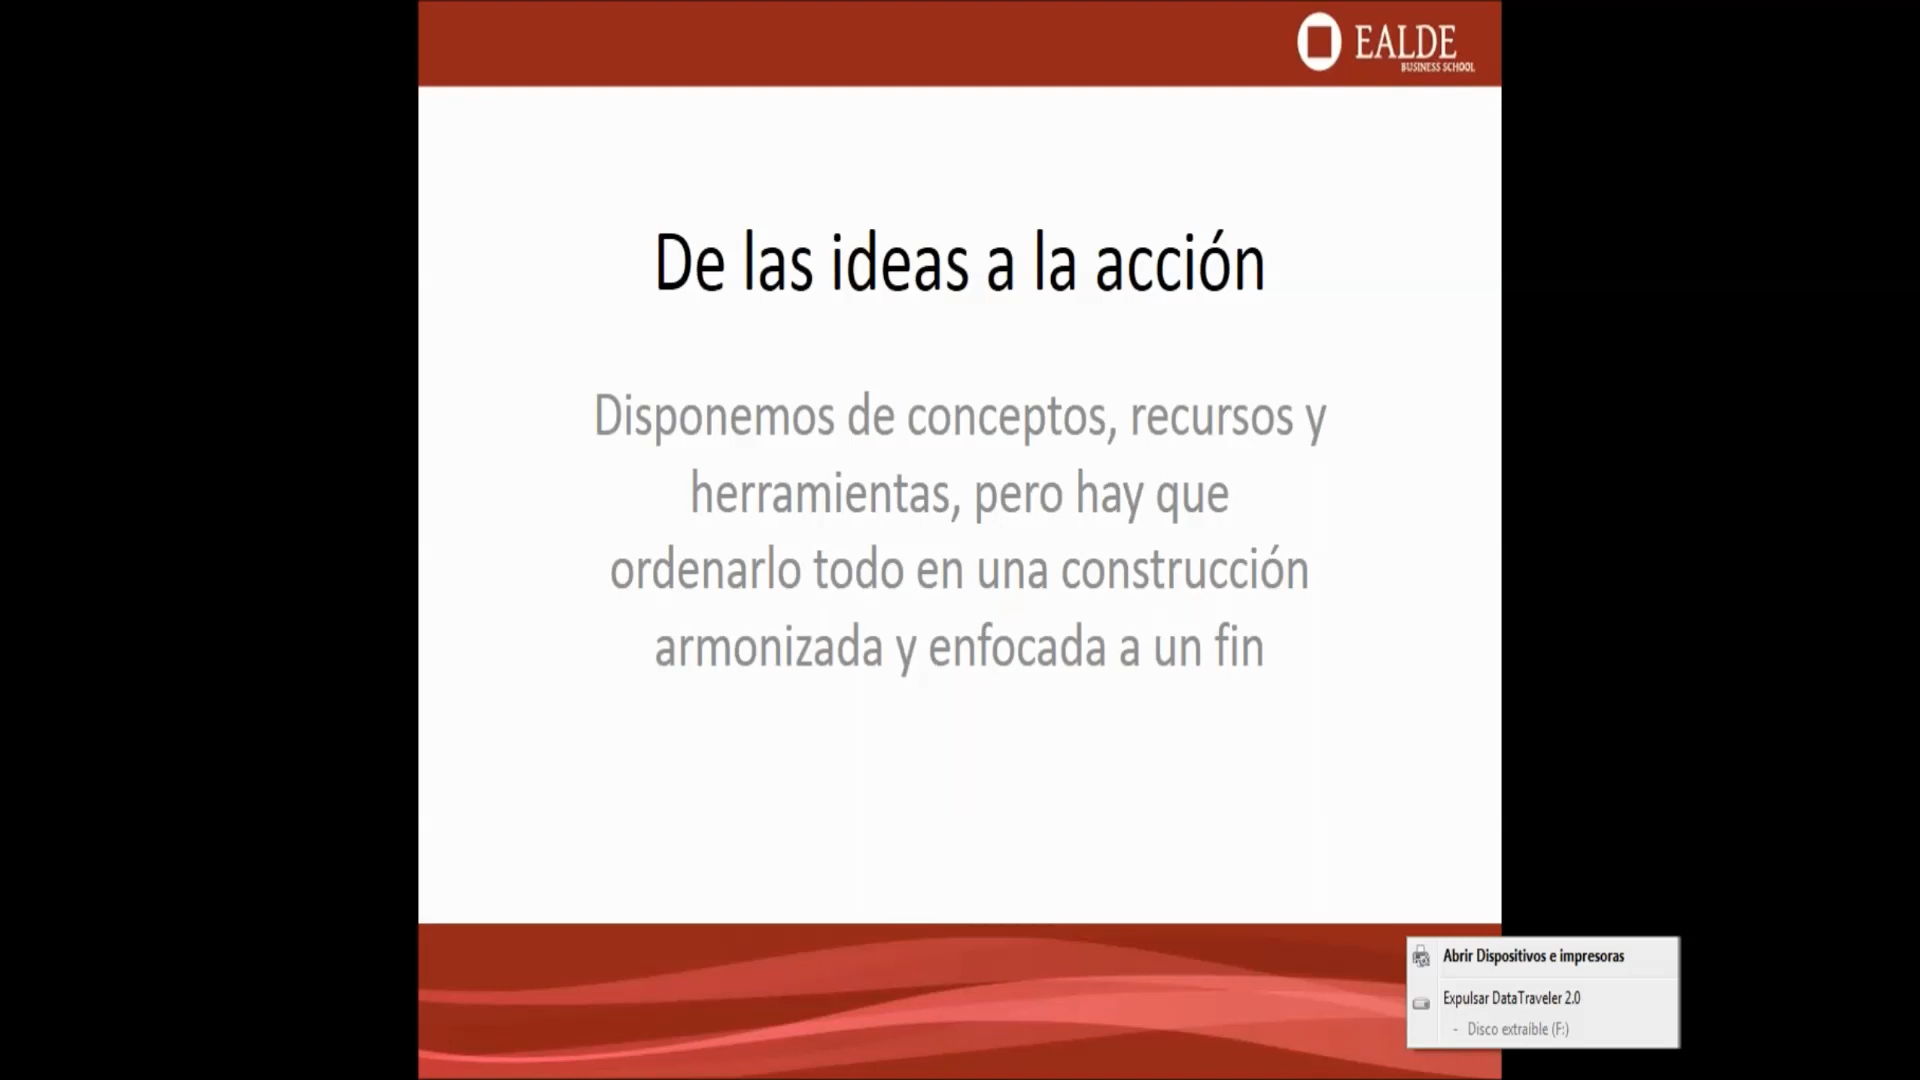 EALDE
BUSINESS SCHOOL
De las ideas a la acción
Disponemos de conceptos, recursos y
herramientas, pero hay que
ordenarlo todo en una construcción
armonizada y enfocada a un fin
Abrir Dispositivos e impresoras
Expulsar DataTraveler 2.0
- Disco extraíble (F:)